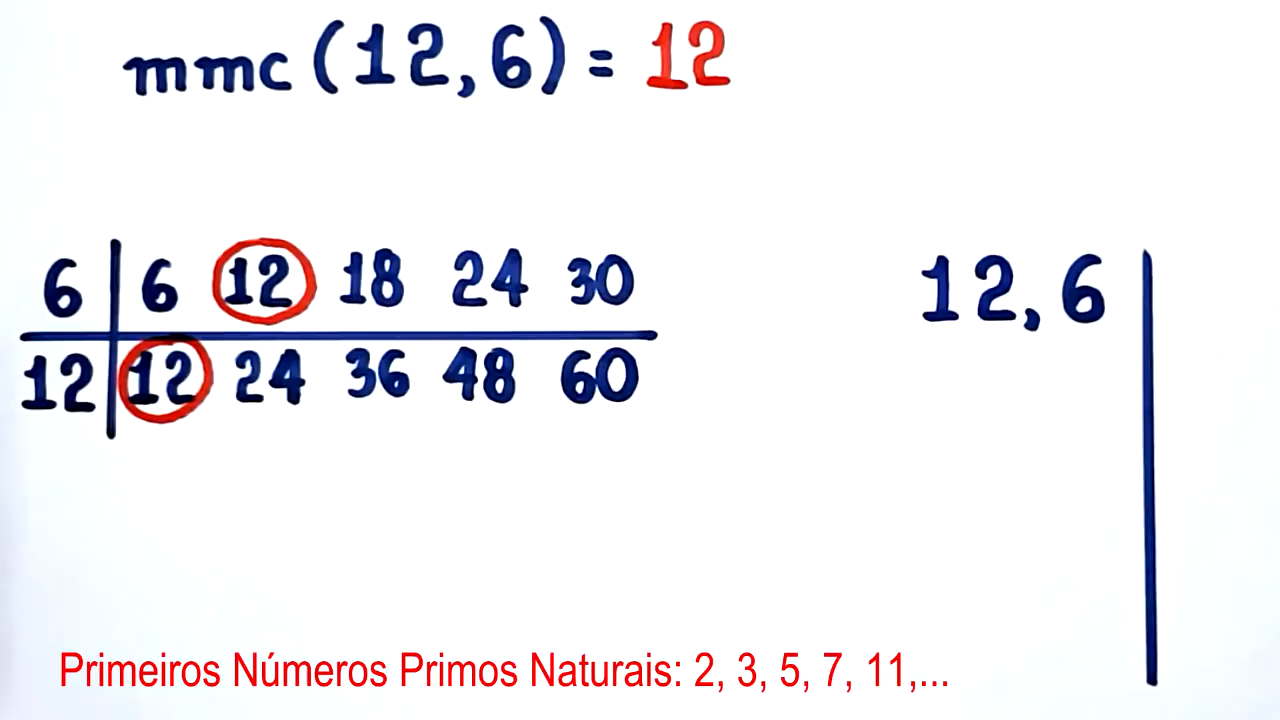 mmc (12,6) = 12
6 6 12 18 24 30
12 12 24 36 48 60
12, 6
Primeiros Números Primos Naturais: 2, 3, 5, 7, 11,...